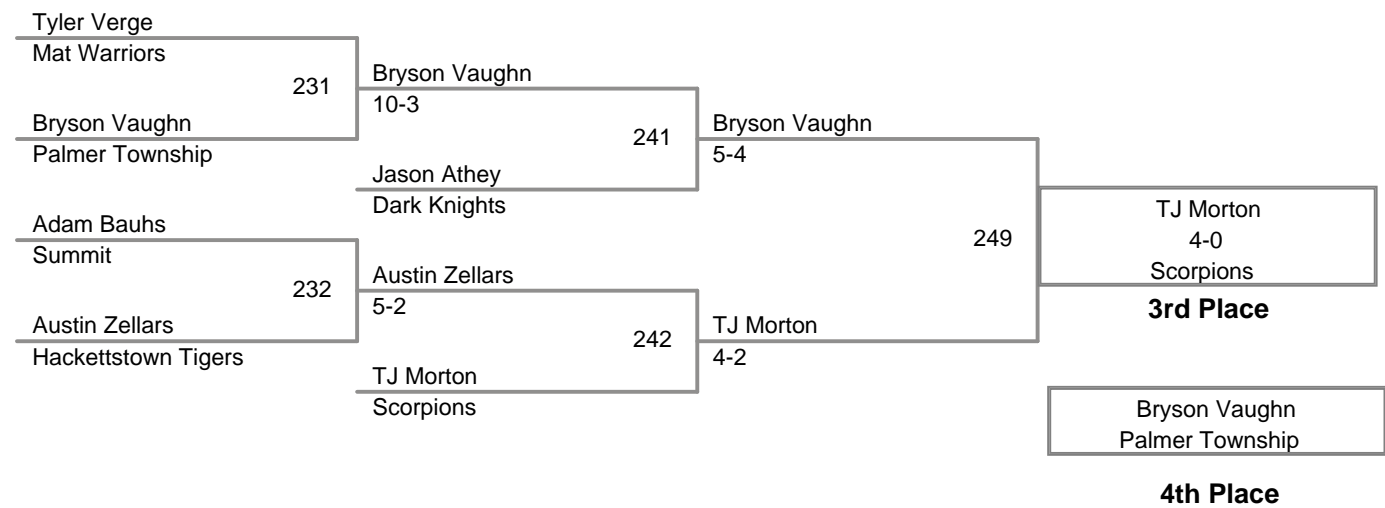 Tyler Verge
Mat Warriors
231
Bryson Vaughn
Palmer Township
Bryson Vaughn
10-3
241
Jason Athey
Dark Knights
Adam Bauhs
Summit
232
Austin Zellars
Hackettstown Tigers
Austin Zellars
5-2
242
TJ Morton
Scorpions
Bryson Vaughn
5-4
249
TJ Morton
4-2
TJ Morton
4-0
Scorpions
3rd Place
Bryson Vaughn
Palmer Township
4th Place